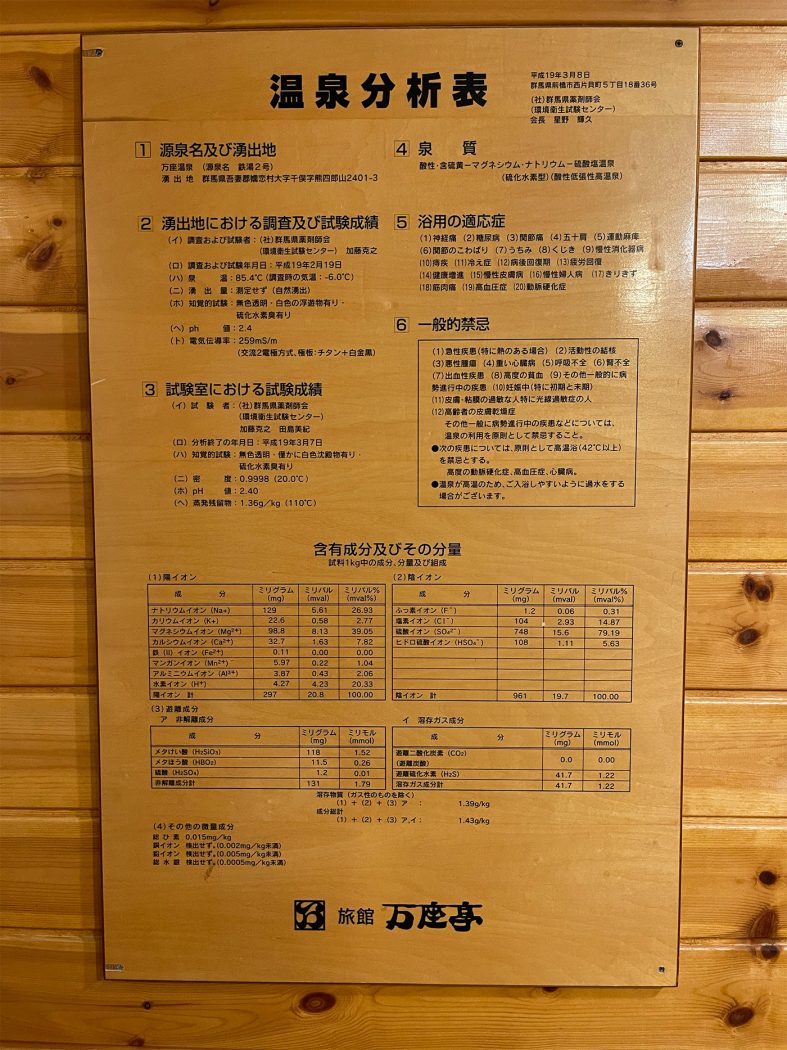 温泉分析表
平成19年3月8日
群馬県前橋市西片貝町5丁目18番36号
(社)群馬県薬剤師会
(環境衛生試験センター)
会長 星野 輝久
1 源泉名及び湧出地
万座温泉 (源泉名 鉄湯2号)
湧出地 群馬県吾妻郡嬬恋村大字干俣字熊四郎山2401-3
2 湧出地における調査及び試験成績
(イ) 調査および試験者:(社)群馬県薬剤師会
(環境衛生試験センター) 加藤克之
(ロ) 調査および試験年月日:平成19年2月19日
(ハ) 泉 温:85.4℃ (調査時の気温:-6.0℃)
(ニ) 湧 出 量:測定せず (自然湧出)
(ホ) 知覚的試験:無色透明・白色の浮遊物有り・
硫化水素臭有り
(ヘ) ph 値:2.4
(ト) 電気伝導率:259mS/m
(交流2電極方式、極板:チタン+白金黒)
3 試験室における試験成績
(イ) 試 験 者:(社)群馬県薬剤師会
(環境衛生試験センター)
加藤克之 田島美紀
(ロ) 分析終了の年月日:平成19年3月7日
(ハ) 知覚的試験:無色透明・僅かに白色沈殿物有り・
硫化水素臭有り
(ニ) 密 度:0.9998 (20.0℃)
(ホ) pH 値:2.40
(ヘ) 蒸発残留物:1.36g/kg (110℃)
4 泉 質
酸性・含硫黄-マグネシウム・ナトリウム-硫酸塩温泉
(硫化水素型) (酸性低張性高温泉)
5 浴用の適応症
(1)神経痛 (2)糖尿病 (3)関節痛 (4)五十肩 (5)運動麻痺
(6)関節のこわばり (7)うちみ (8)くじき (9)慢性消化器病
(10)痔疾 (11)冷え症 (12)病後回復期 (13)疲労回復
(14)健康増進 (15)慢性皮膚病 (16)慢性婦人病 (17)きりきず
(18)筋肉痛 (19)高血圧症 (20)動脈硬化症
6 一般的禁忌
(1)急性疾患(特に熱のある場合) (2)活動性の結核
(3)悪性腫瘍 (4)重い心臓病 (5)呼吸不全 (6)腎不全
(7)出血性疾患 (8)高度の貧血 (9)その他一般的に病
勢進行中の疾患 (10)妊娠中(特に初期と末期)
(11)皮膚・粘膜の過敏な人特に光線過敏症の人
(12)高齢者の皮膚乾燥症
その他一般に病勢進行中の疾患などについては、
温泉の利用を原則として禁忌すること。
●次の疾患については、原則として高温浴(42℃以上)
を禁忌とする。
高度の動脈硬化症、高血圧症、心臓病。
●温泉が高温のため、ご入浴しやすいように過水をする
場合がございます。
含有成分及びその分量
試料1kg中の成分、分量及び組成
(1)陽イオン
成 分 ミリグラム(mg) ミリバル(mval) ミリバル%(mval%)
ナトリウムイオン (Na+) 129 5.61 26.93
カリウムイオン (K+) 22.6 0.58 2.77
マグネシウムイオン (Mg²⁺) 98.8 8.13 39.05
カルシウムイオン (Ca²⁺) 32.7 1.63 7.82
鉄 (II) イオン (Fe²⁺) 0.11 0.00 0.00
マンガンイオン (Mn²⁺) 5.97 0.22 1.04
アルミニウムイオン (Al³⁺) 3.87 0.43 2.06
水素イオン (H⁺) 4.27 4.23 20.33
陽イオン 計 297 20.8 100.00
(2)陰イオン
成 分 ミリグラム(mg) ミリバル(mval) ミリバル%(mval%)
ふっ素イオン (F⁻) 1.2 0.06 0.31
塩素イオン (Cl⁻) 104 2.93 14.87
硫酸イオン (SO₄²⁻) 748 15.6 79.19
ヒドロ硫酸イオン (HSO₄⁻) 108 1.11 5.63
陰イオン 計 961 19.7 100.00
(3)遊離成分
ア 非解離成分
成 分 ミリグラム(mg) ミリモル(mmol)
メタけい酸 (H₂SiO₃) 118 1.52
メタほう酸 (HBO₂) 11.5 0.26
硫酸 (H₂SO₄) 1.2 0.01
非解離成分計 131 1.79
イ 溶存ガス成分
成 分 ミリグラム(mg) ミリモル(mmol)
遊離二酸化炭素 (CO₂) 0.0 0.00
(遊離炭酸)
遊離硫化水素 (H₂S) 41.7 1.22
溶存ガス成分計 41.7 1.22
溶存物質 (ガス性のものを除く)
(1) + (2) + (3) ア : 1.39g/kg
成分総計
(1) + (2) + (3) ア,イ: 1.43g/kg
(4)その他の微量成分
総 ひ 素 0.015mg/kg
銅イオン 検出せず。(0.002mg/kg未満)
鉛イオン 検出せず。(0.005mg/kg未満)
総 水 銀 検出せず。(0.0005mg/kg未満)
旅館 万座亭